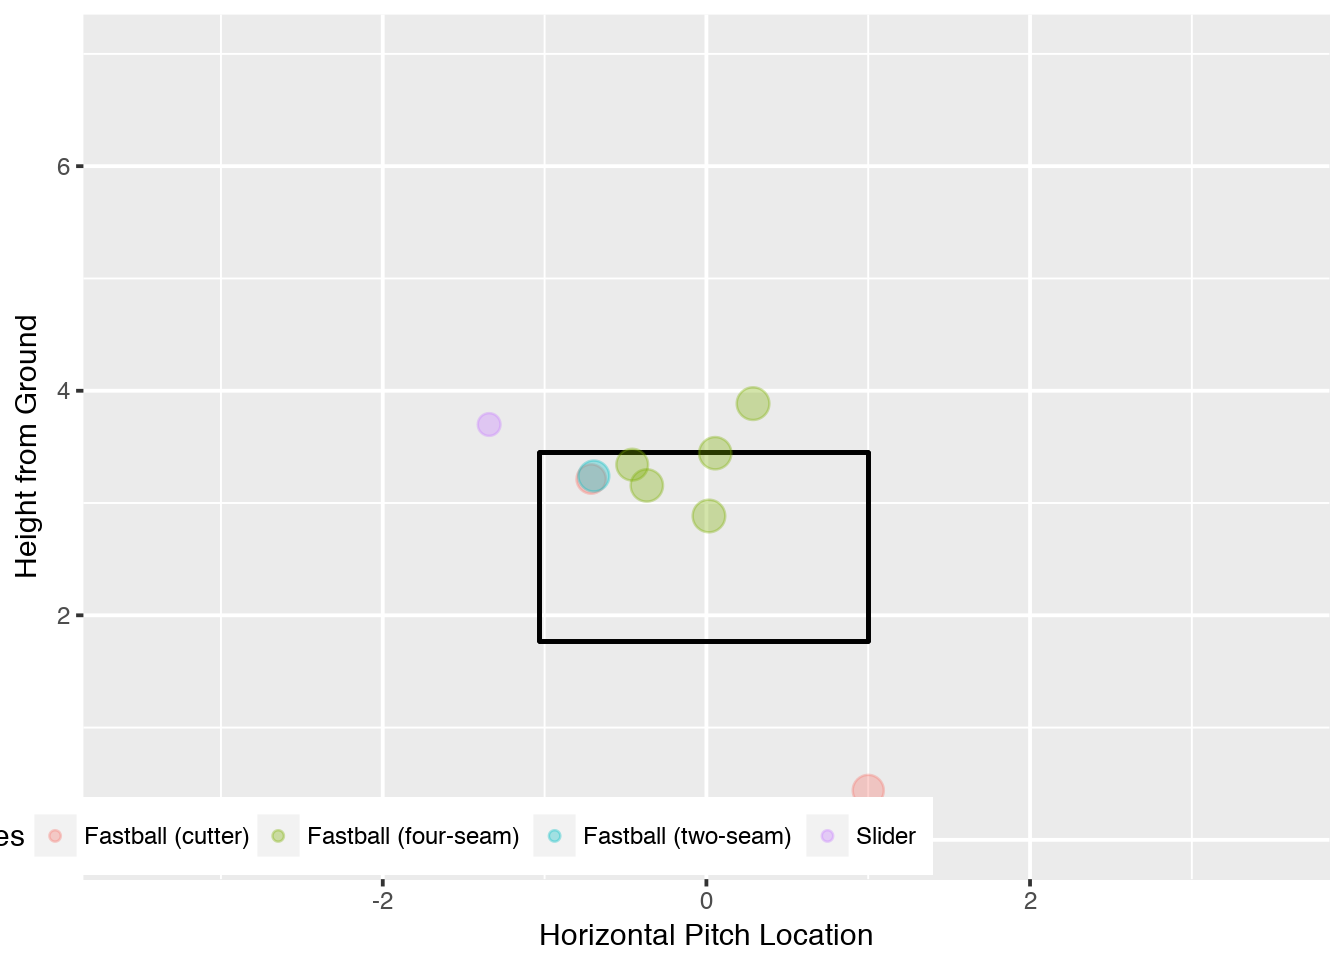 6
4
2
Height from Ground
es Fastball (cutter) Fastball (four-seam) Fastball (two-seam) Slider
-2 0 2
Horizontal Pitch Location